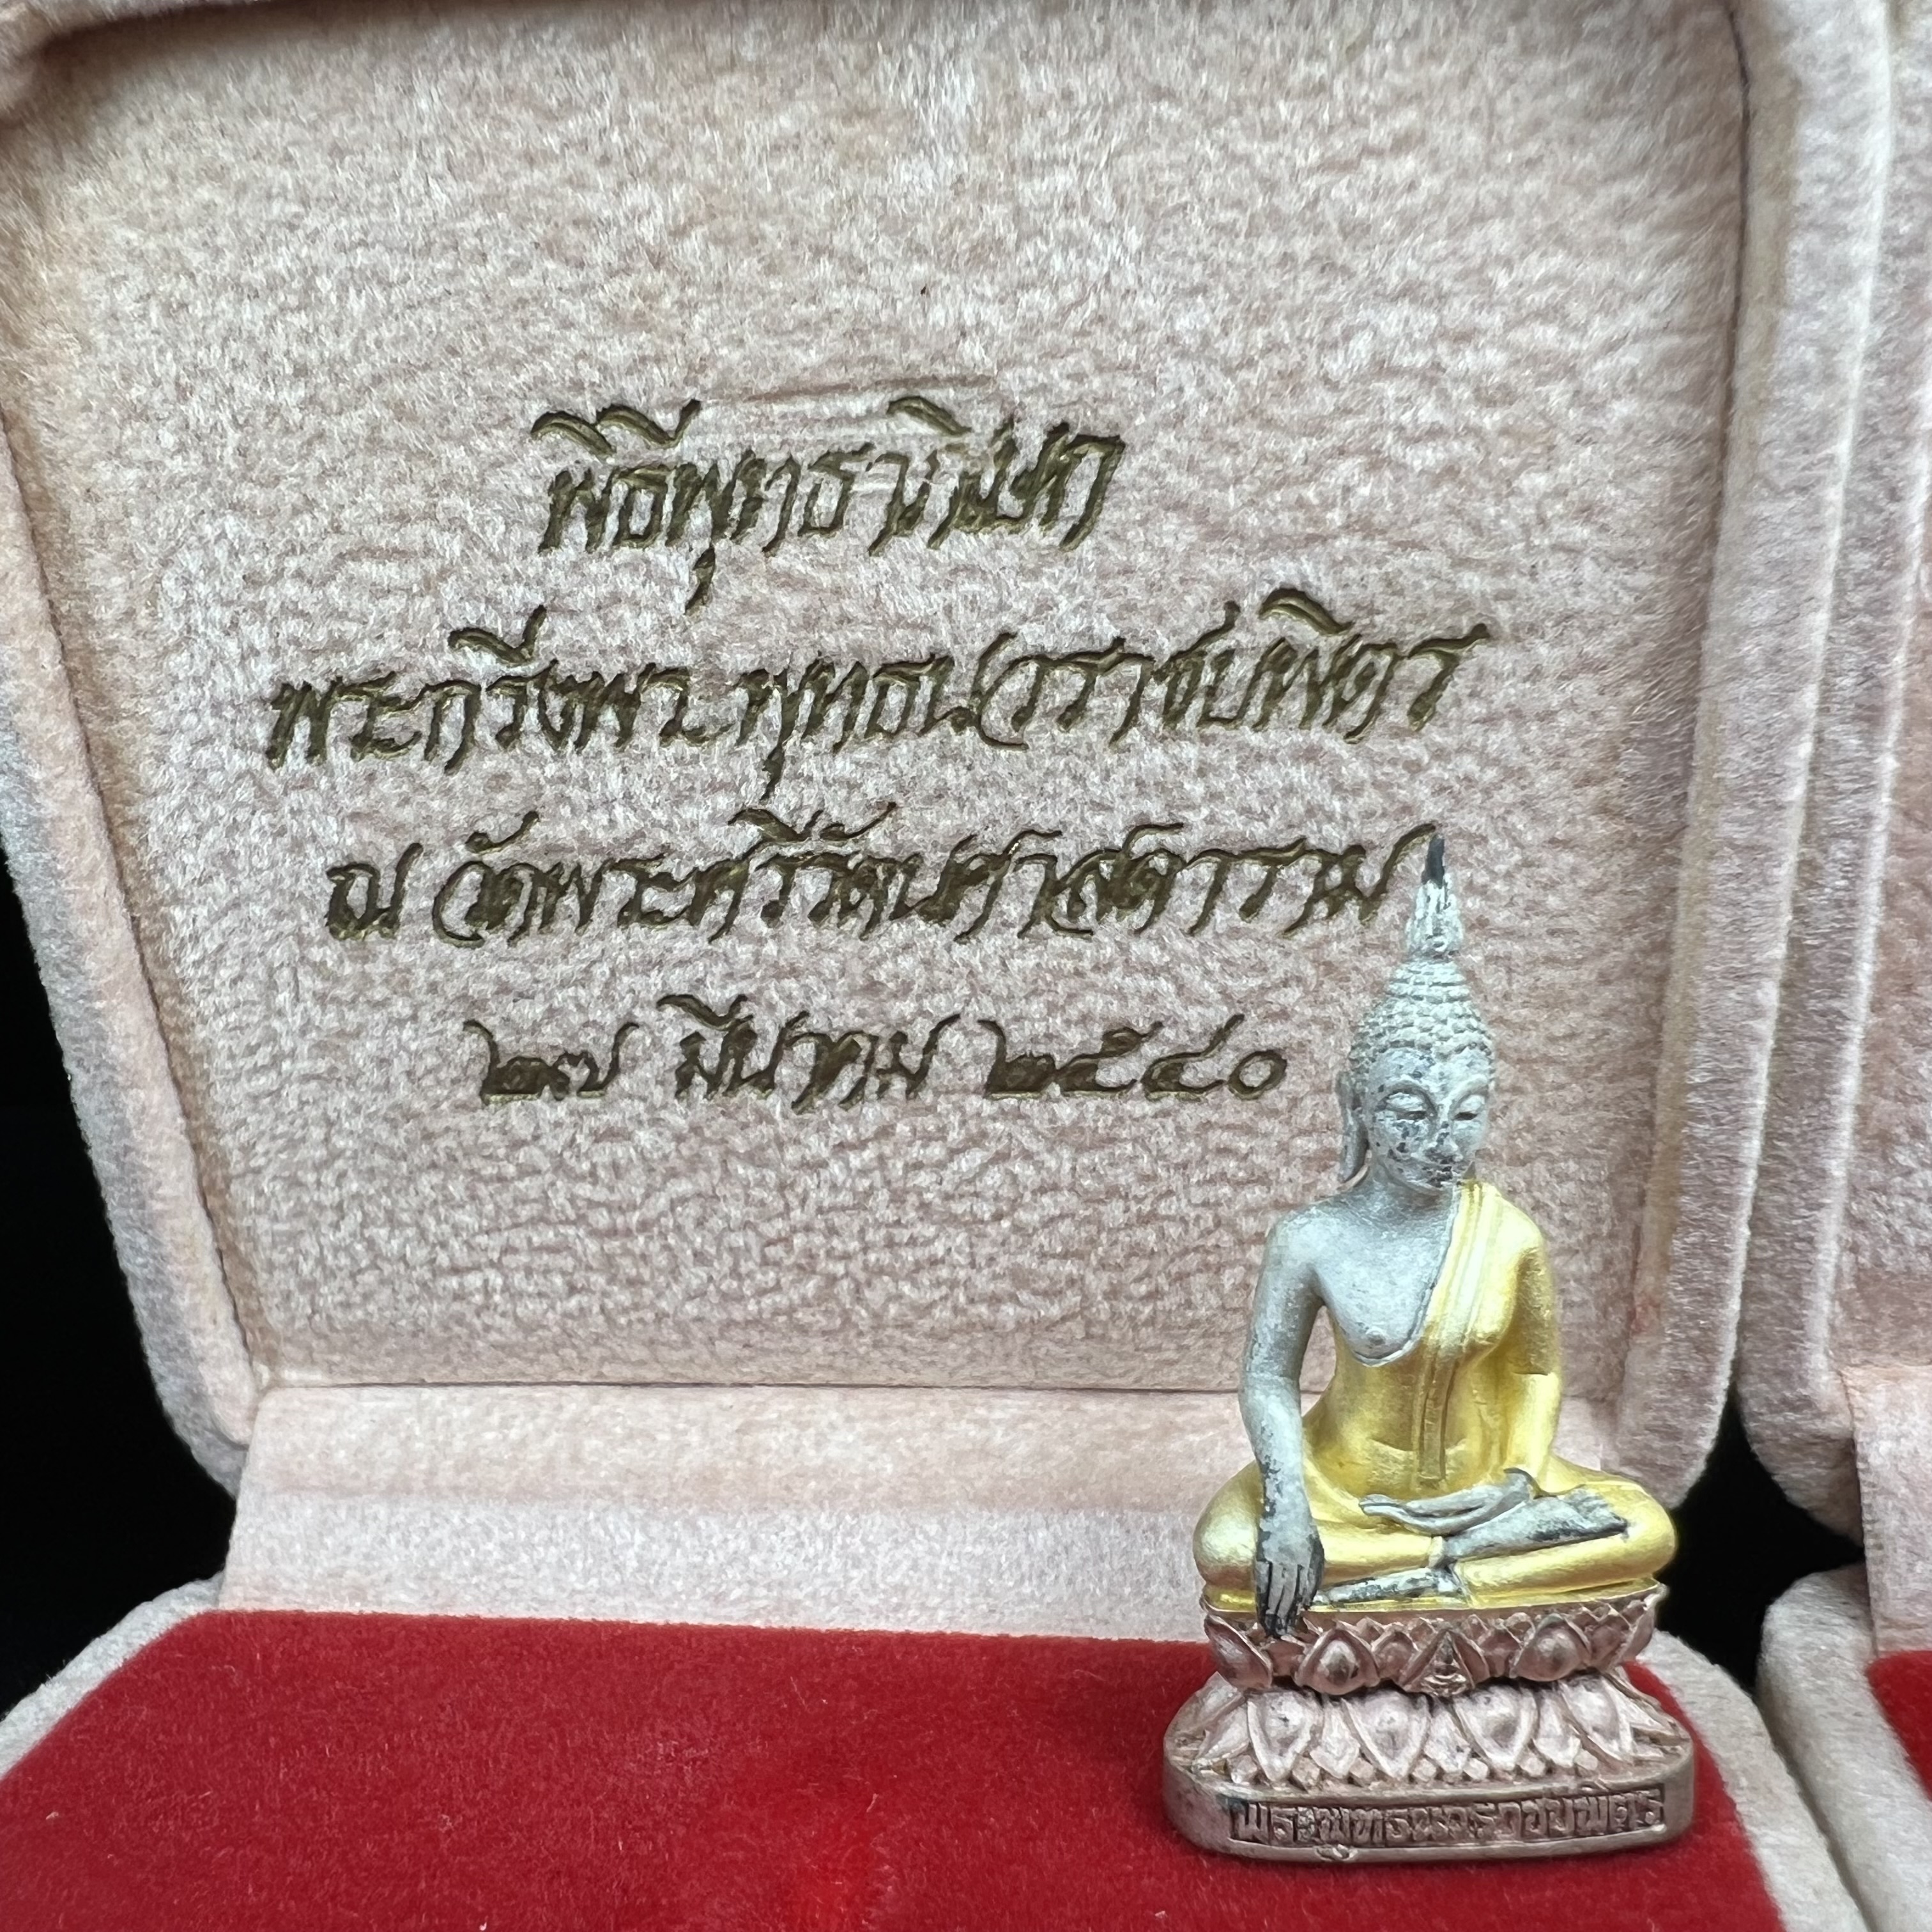 พิธีพุทธาภิเษก
พระกริ่งพระพุทธนวราชบพิตร
ณ วัดพระศรีรัตนศาสดาราม
๒๗ มีนาคม ๒๕๔๐
พระพุทธนวราชบพิตร